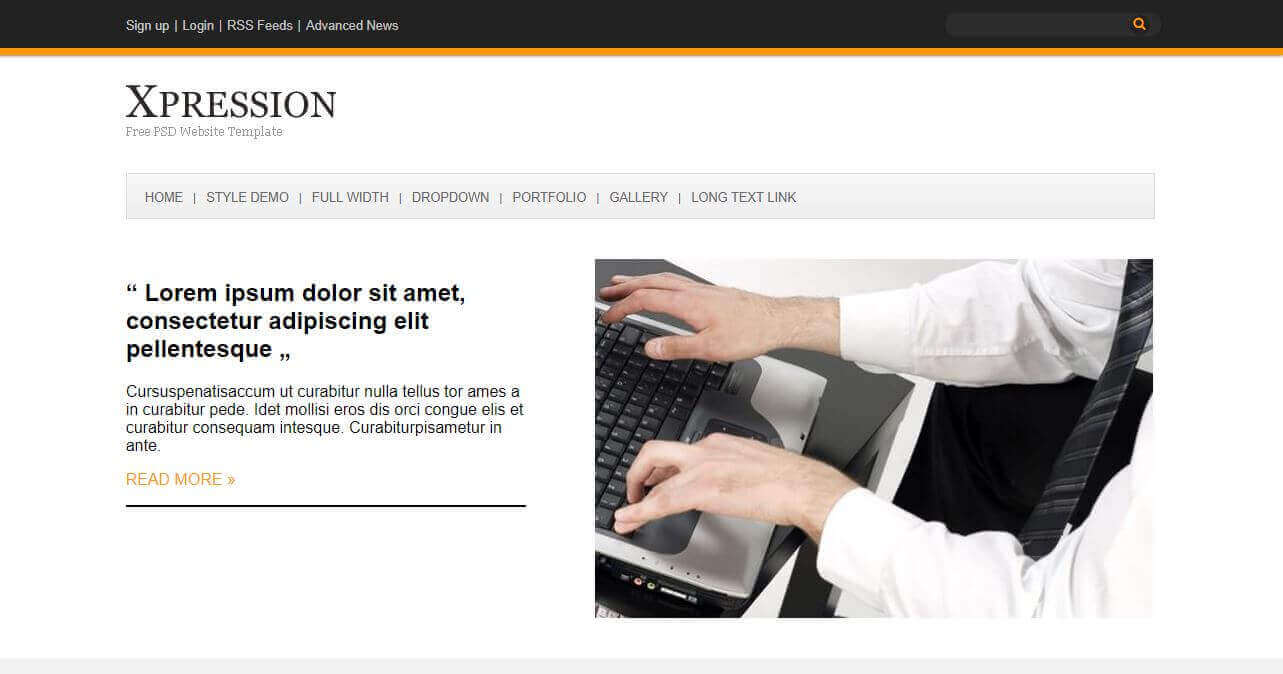 Sign up | Login | RSS Feeds | Advanced News
XPRESSION
Free PSD Website Template
HOME | STYLE DEMO | FULL WIDTH | DROPDOWN | PORTFOLIO | GALLERY | LONG TEXT LINK
“ Lorem ipsum dolor sit amet,
consectetur adipiscing elit
pellentesque „
Cursuspenatisaccum ut curabitur nulla tellus tor ames a
in curabitur pede. Idet mollisi eros dis orci congue elis et
curabitur consequam intesque. Curabiturpisametur in
ante.
READ MORE »